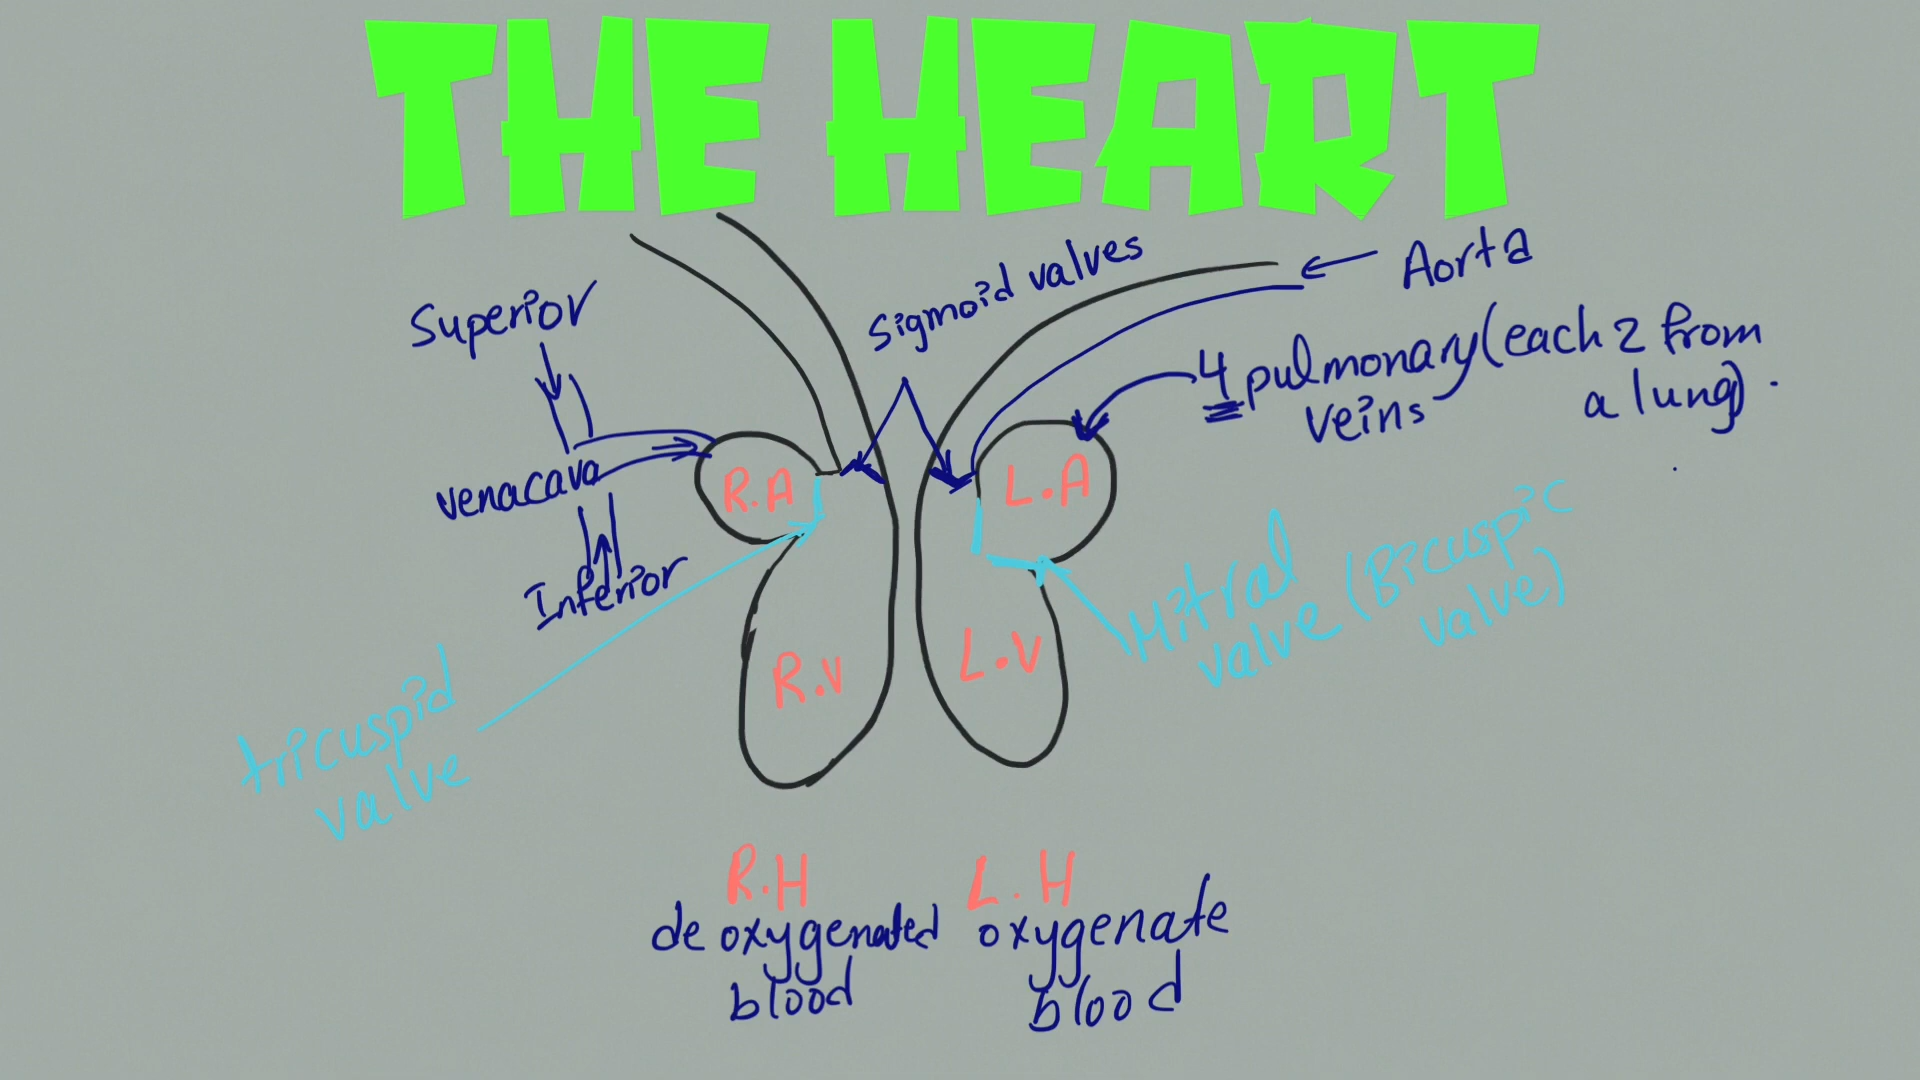 THE HEART
Sigmoid valves
Aorta
Superior
4 pulmonary (each 2 from
veins a lung).
venacava
R.A
L.A
Inferior
Mitral
valve (Bicuspic
valve)
R.V
L.V
tricuspid
valve
R.H
L.H
de oxygenated
blood
oxygenate
blood